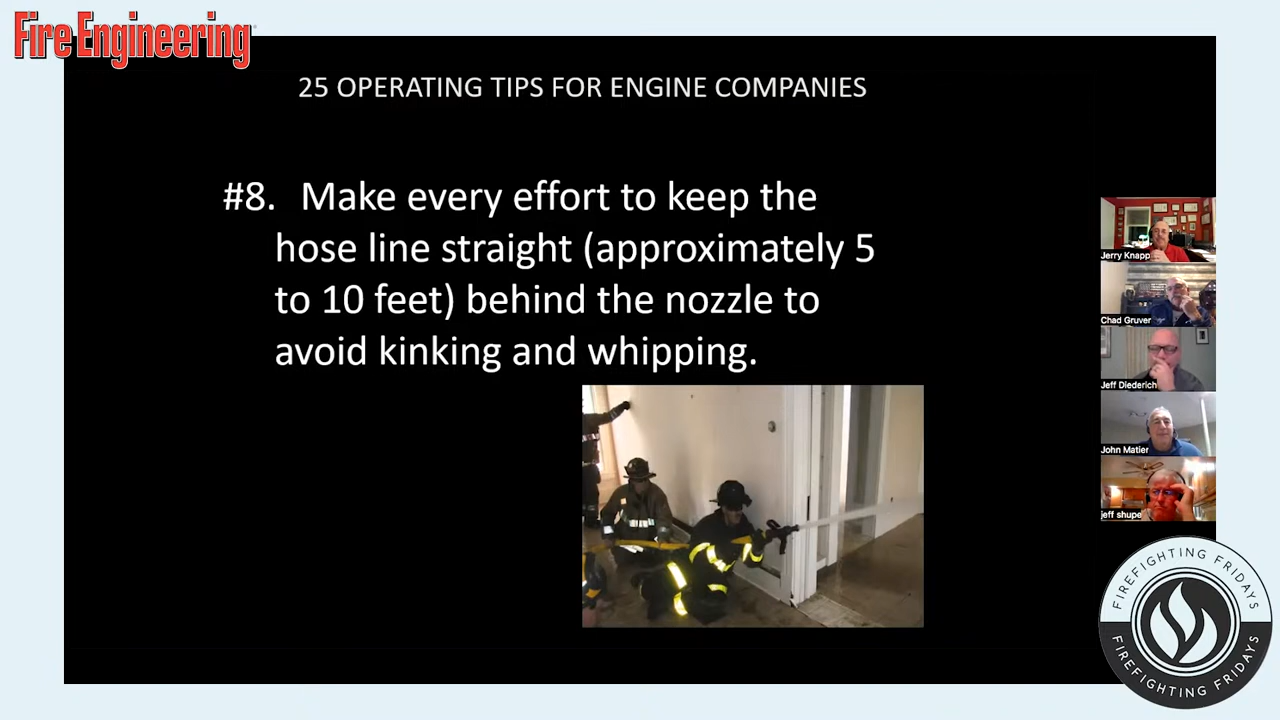 Fire Engineering
25 OPERATING TIPS FOR ENGINE COMPANIES
#8. Make every effort to keep the
hose line straight (approximately 5
to 10 feet) behind the nozzle to
avoid kinking and whipping.
Jerry Knapp
Chad Gruver
Jeff Diederich
John Matier
jeff shupe
FIREFIGHTING FRIDAYS
FIREFIGHTING FRIDAYS